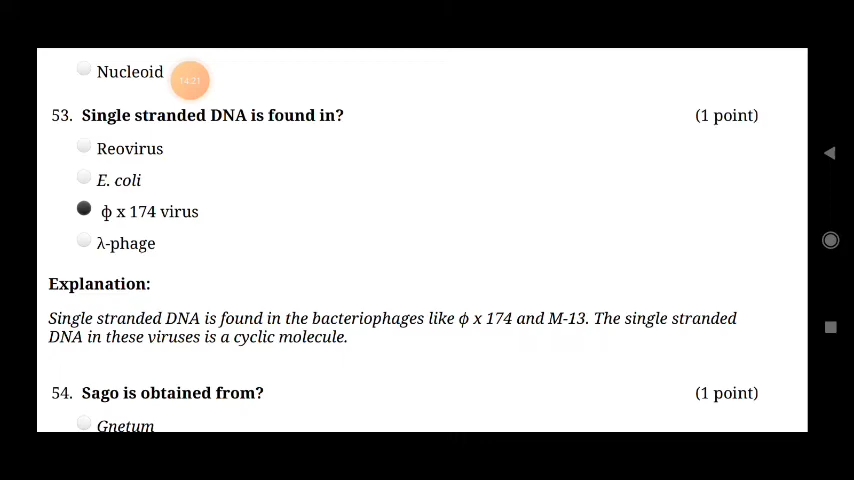 Nucleoid
14:21
53. Single stranded DNA is found in? (1 point)
Reovirus
E. coli
ϕ x 174 virus
λ-phage
Explanation:
Single stranded DNA is found in the bacteriophages like ϕ x 174 and M-13. The single stranded
DNA in these viruses is a cyclic molecule.
54. Sago is obtained from? (1 point)
Gnetum